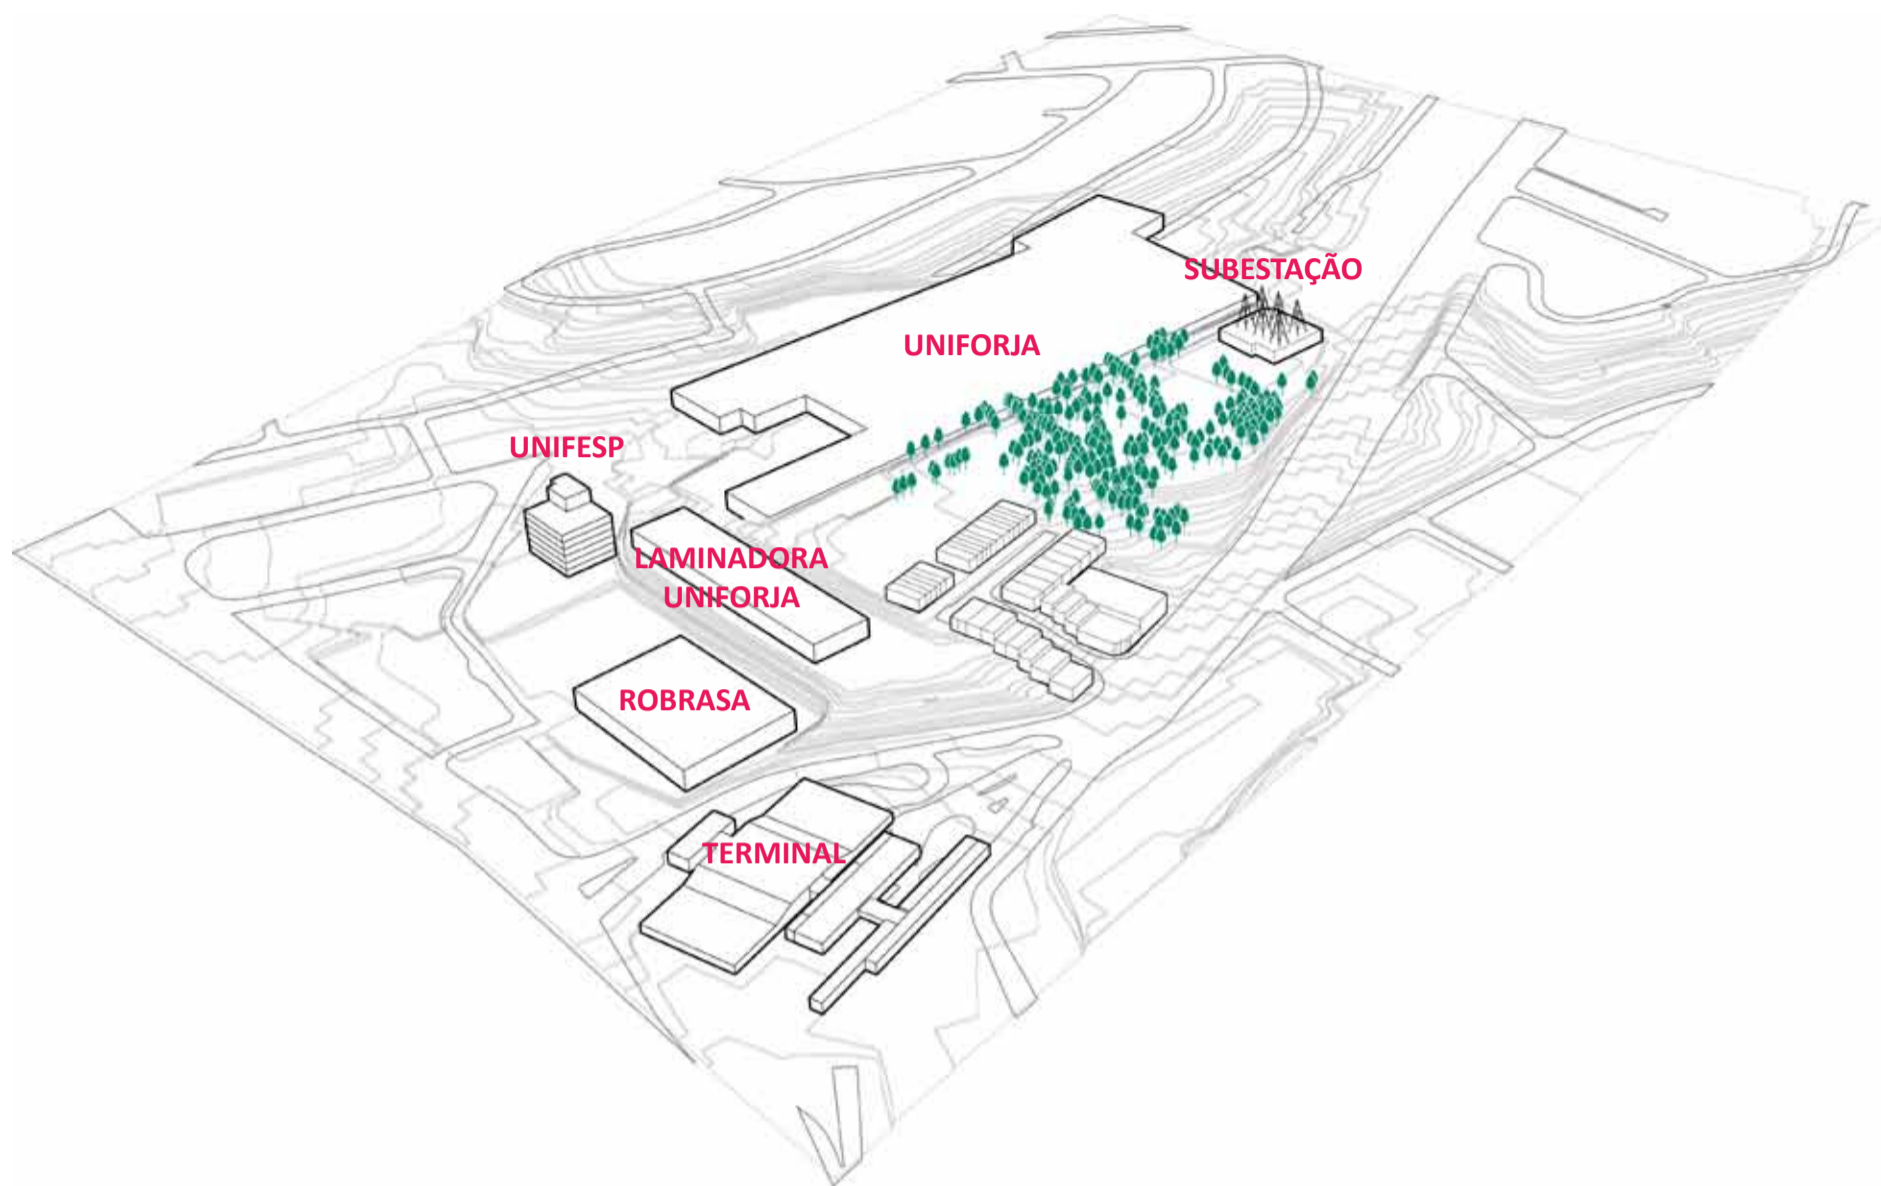 SUBESTAÇÃO
UNIFORJA
UNIFESP
LAMINADORA
UNIFORJA
ROBRASA
TERMINAL